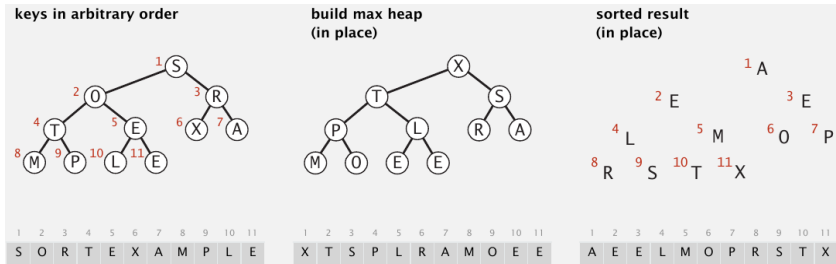 keys in arbitrary order
1 S
2 O 3 R
4 T 5 E 6 X 7 A
8 M 9 P 10 L 11 E
1 2 3 4 5 6 7 8 9 10 11
S O R T E X A M P L E
build max heap
(in place)
X
T S
P L R A
M O E E
1 2 3 4 5 6 7 8 9 10 11
X T S P L R A M O E E
sorted result
(in place)
1 A
2 E 3 E
4 L 5 M 6 O 7 P
8 R 9 S 10 T 11 X
1 2 3 4 5 6 7 8 9 10 11
A E E L M O P R S T X